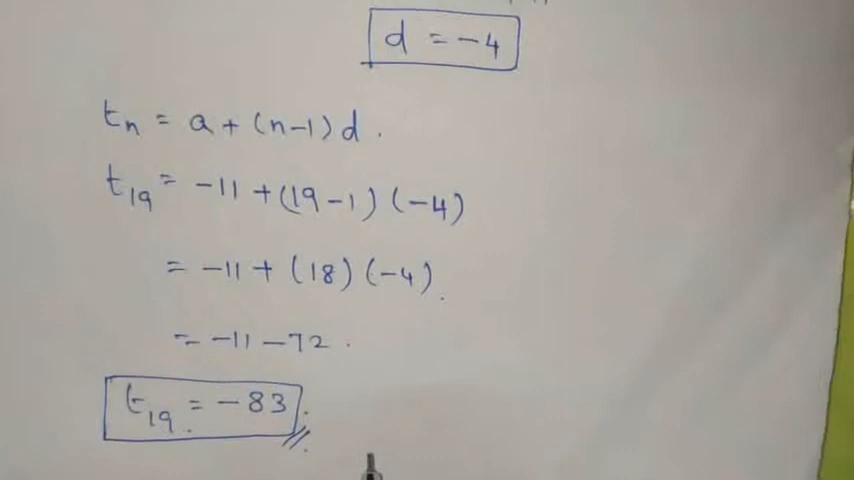 d = -4
tn = a + (n-1) d .
t19 = -11 + (19-1) (-4)
= -11 + (18) (-4) .
= -11 - 72 .
t19 = -83 .